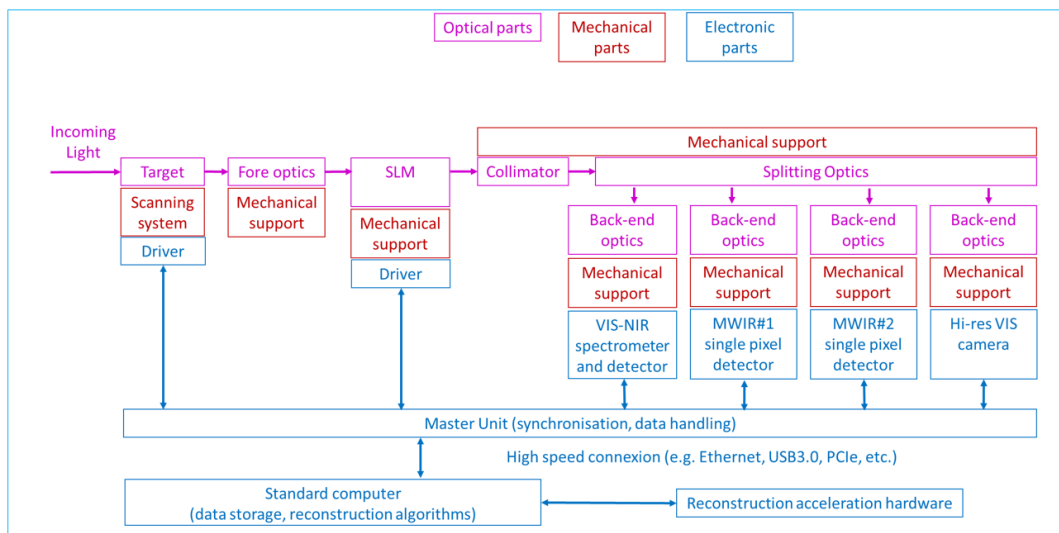 Optical parts
Mechanical
parts
Electronic
parts
Incoming
Light
Mechanical support
Target
Fore optics
SLM
Collimator
Splitting Optics
Scanning
system
Driver
Mechanical
support
Mechanical
support
Driver
Back-end
optics
Mechanical
support
VIS-NIR
spectrometer
and detector
Back-end
optics
Mechanical
support
MWIR#1
single pixel
detector
Back-end
optics
Mechanical
support
MWIR#2
single pixel
detector
Back-end
optics
Mechanical
support
Hi-res VIS
camera
Master Unit (synchronisation, data handling)
High speed connexion (e.g. Ethernet, USB3.0, PCIe, etc.)
Standard computer
(data storage, reconstruction algorithms)
Reconstruction acceleration hardware